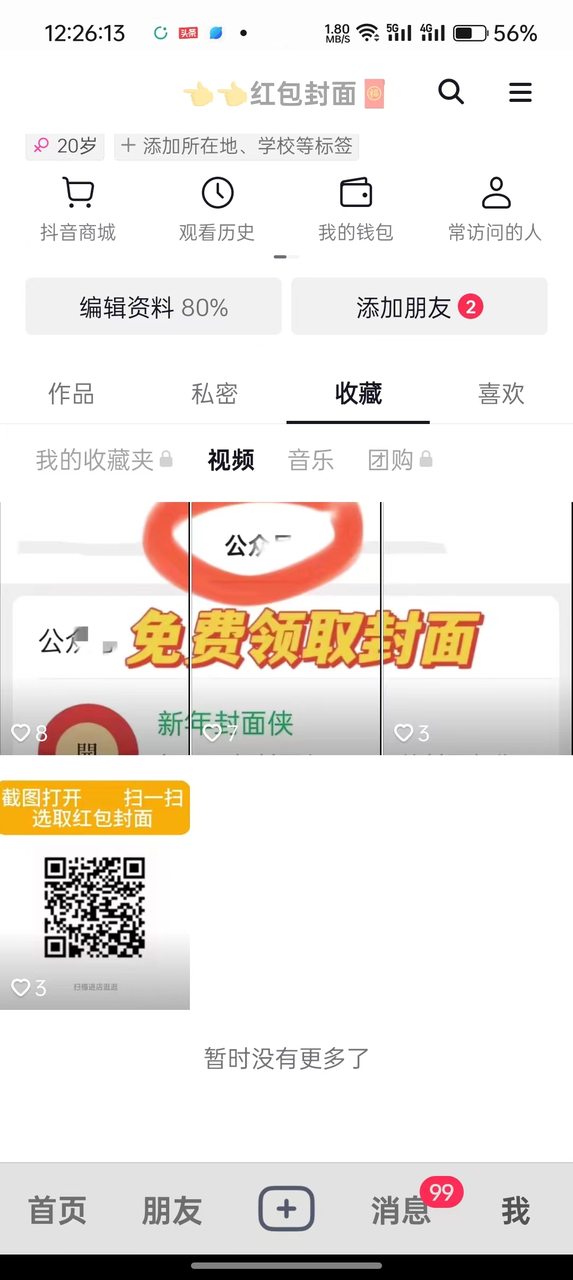 12:26:13 头条 1.80 MB/S 5G 4G 56%
👈👈红包封面🧧
20岁 + 添加所在地、学校等标签
抖音商城 观看历史 我的钱包 常访问的人
编辑资料 80% 添加朋友 2
作品 私密 收藏 喜欢
我的收藏夹 视频 音乐 团购
公众
公众
免费领取封面
新年封面侠
開
8 7 3
截图打开 扫一扫
选取红包封面
扫描进店逛逛
3
暂时没有更多了
首页 朋友 + 消息 99 我